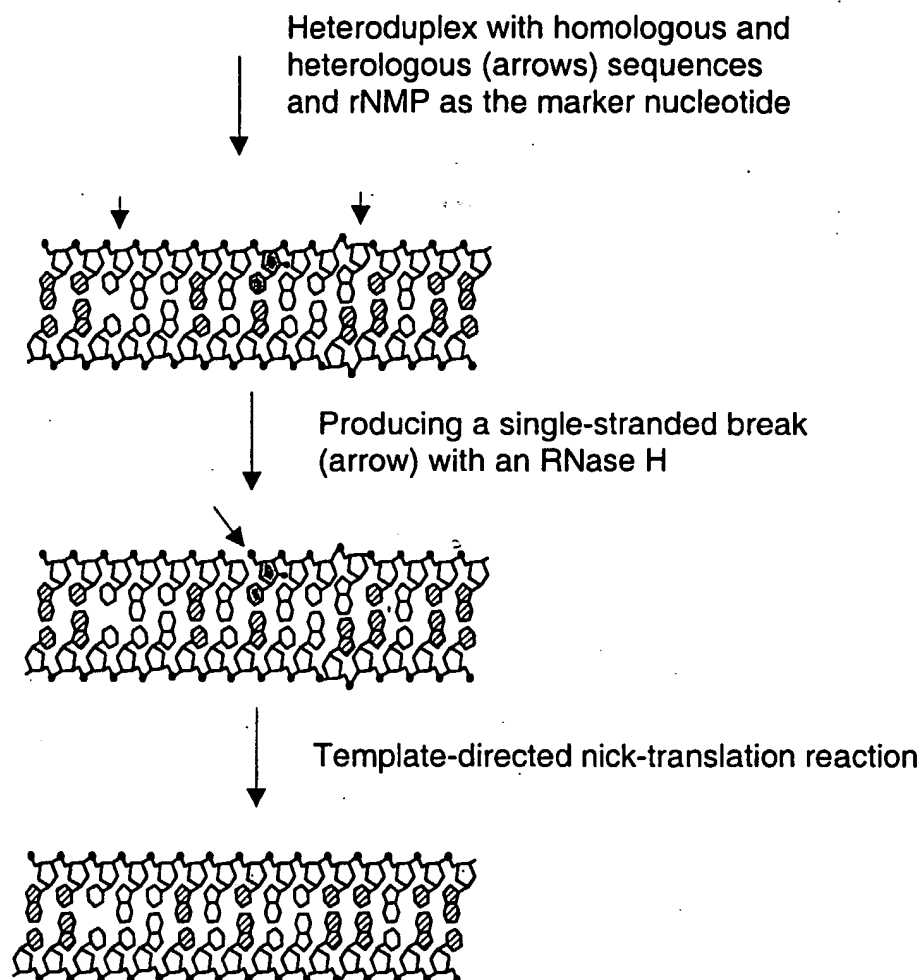 Heteroduplex with homologous and
heterologous (arrows) sequences
and rNMP as the marker nucleotide
Producing a single-stranded break
(arrow) with an RNase H
Template-directed nick-translation reaction